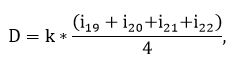 D = k * (i₁₉ + i₂₀+i₂₁+i₂₂) / 4,